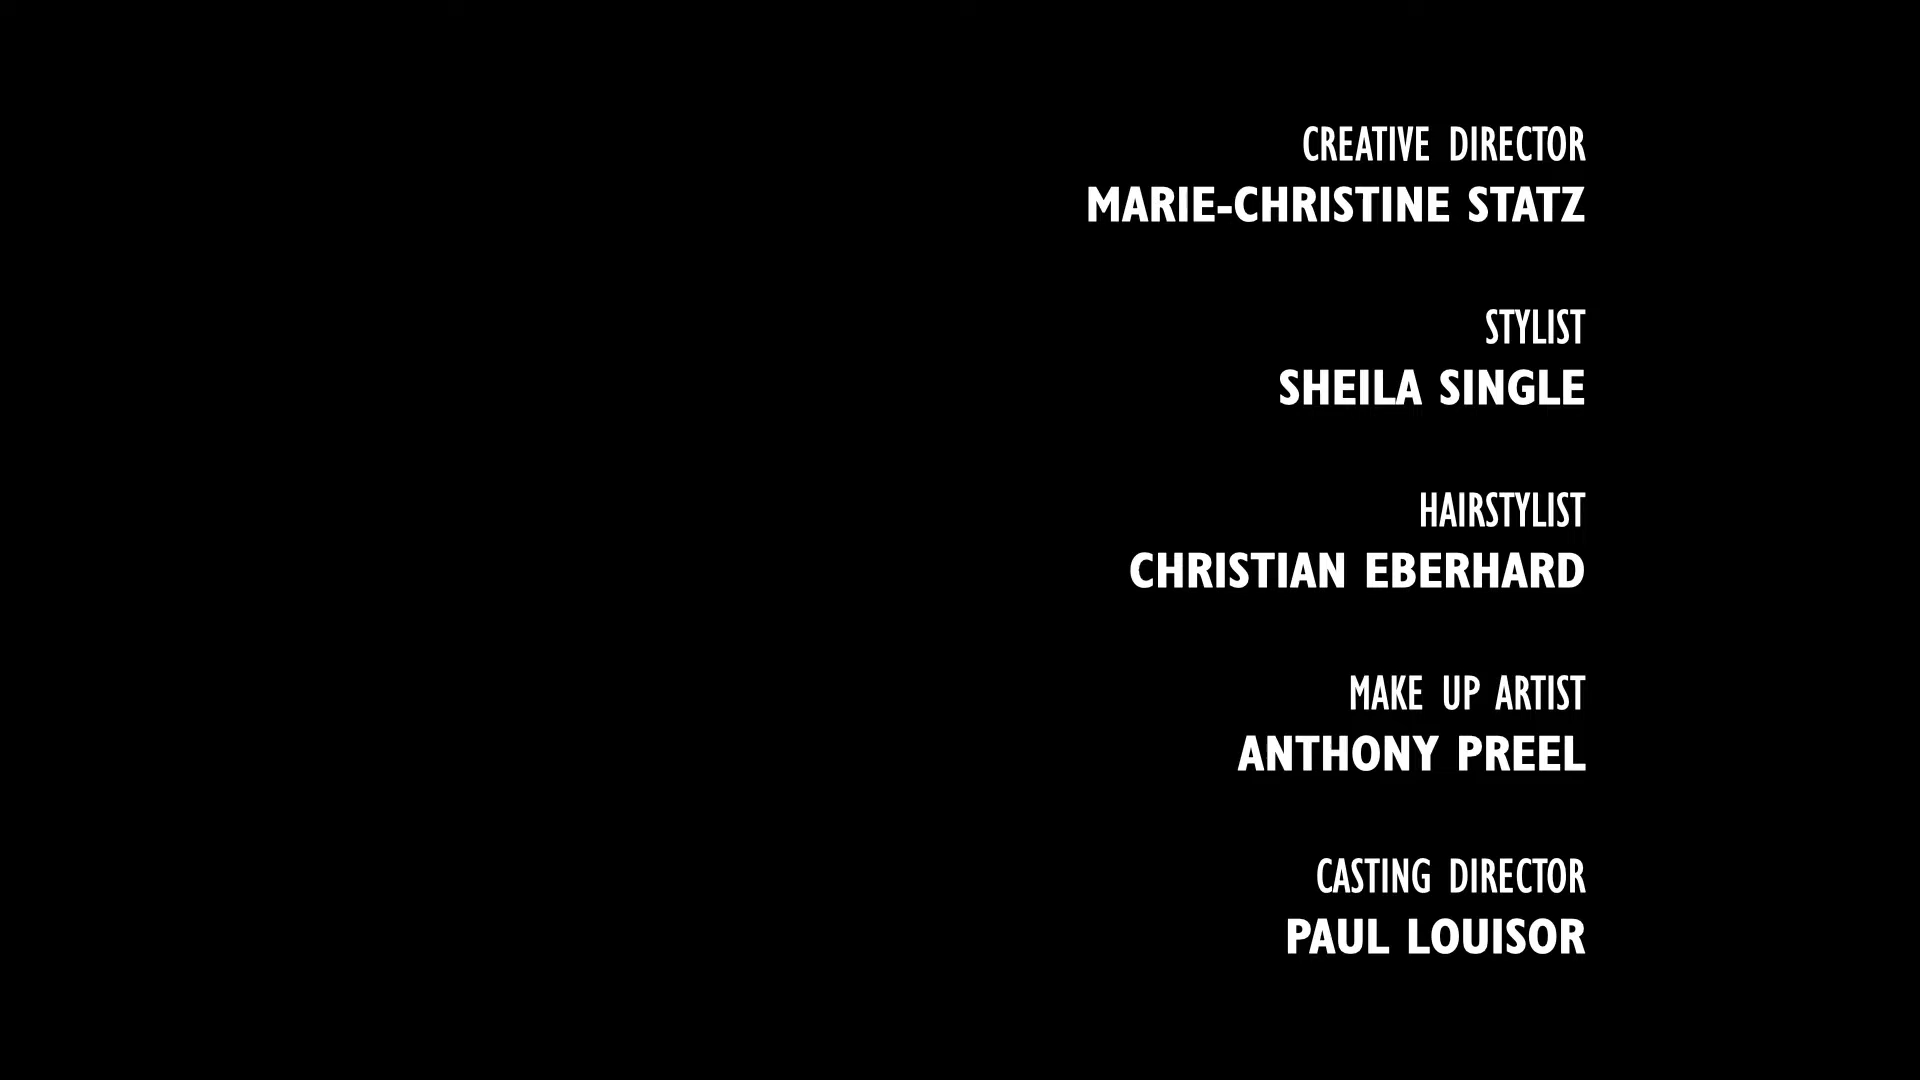 CREATIVE DIRECTOR
MARIE-CHRISTINE STATZ
STYLIST
SHEILA SINGLE
HAIRSTYLIST
CHRISTIAN EBERHARD
MAKE UP ARTIST
ANTHONY PREEL
CASTING DIRECTOR
PAUL LOUISOR